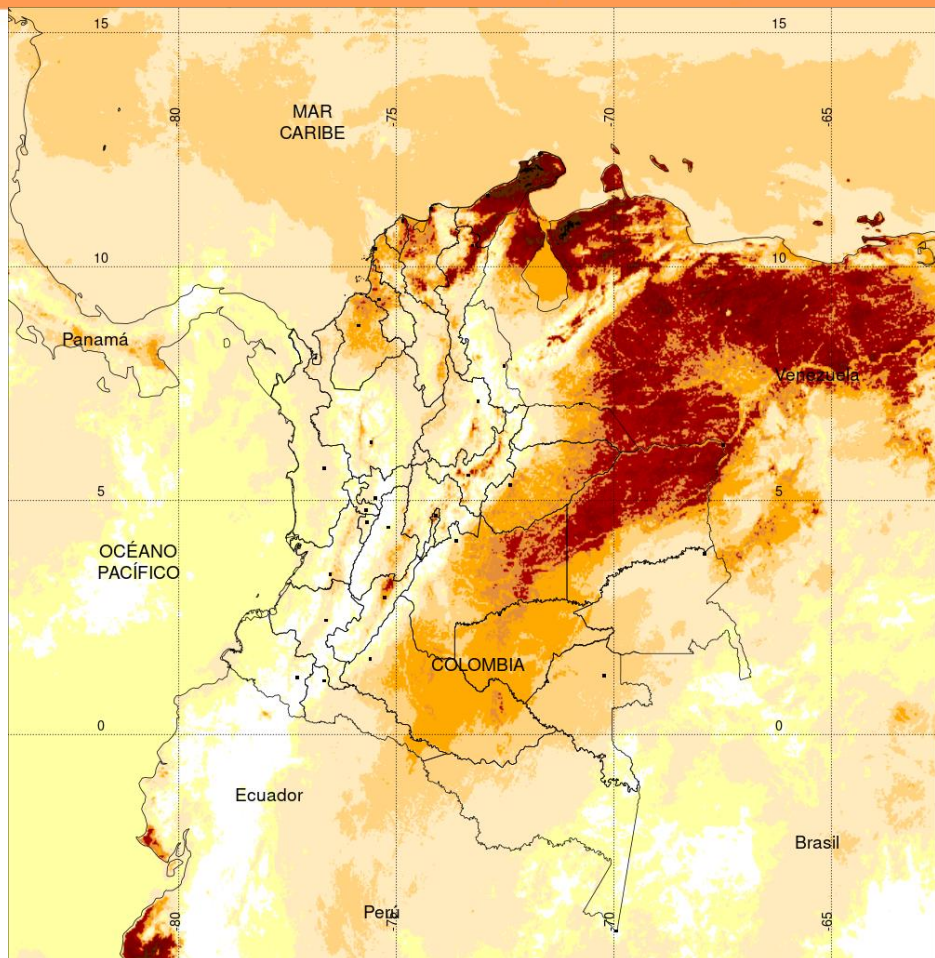 15
15
-80
-75
-70
-65
MAR
CARIBE
10
10
Panamá
Venezuela
5
5
OCÉANO
PACÍFICO
COLOMBIA
0
0
Ecuador
Brasil
Perú
-80
-75
-70
-65